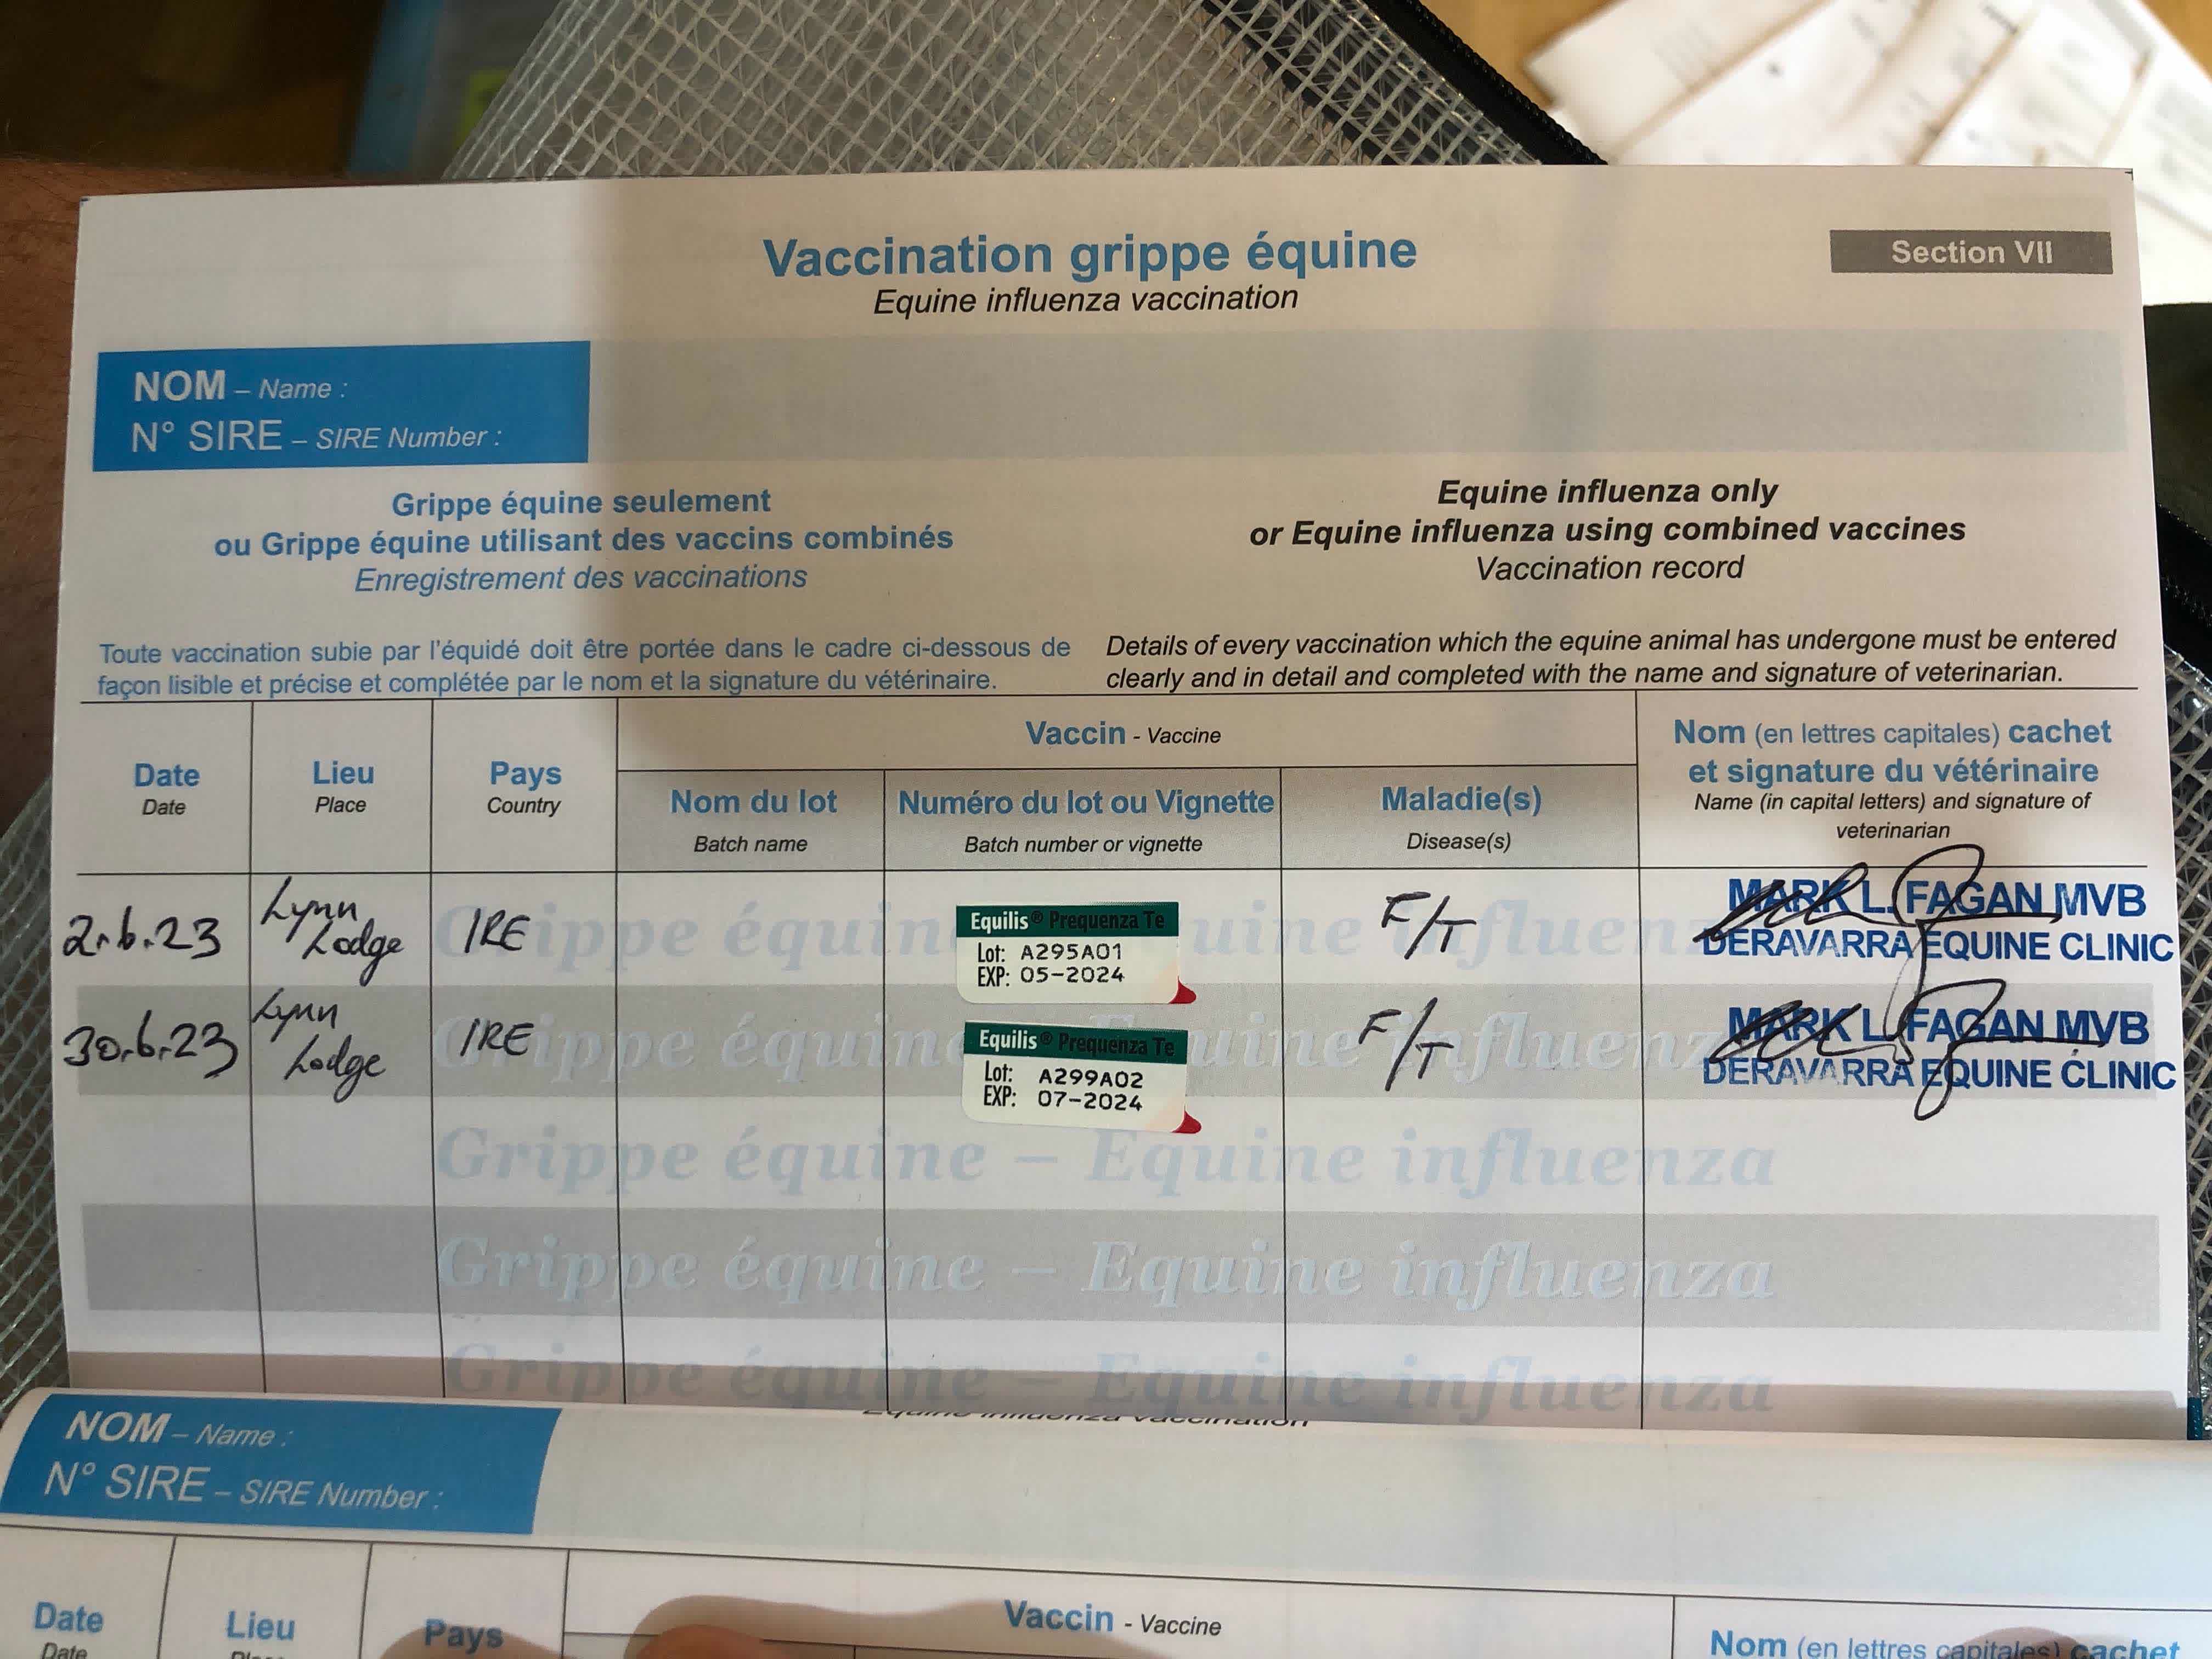 Vaccination grippe équine
Equine influenza vaccination
Section VII
NOM – Name :
N° SIRE – SIRE Number :
Grippe équine seulement
ou Grippe équine utilisant des vaccins combinés
Enregistrement des vaccinations
Equine influenza only
or Equine influenza using combined vaccines
Vaccination record
Toute vaccination subie par l'équidé doit être portée dans le cadre ci-dessous de
façon lisible et précise et complétée par le nom et la signature du vétérinaire.
Details of every vaccination which the equine animal has undergone must be entered
clearly and in detail and completed with the name and signature of veterinarian.
Date
Date
Lieu
Place
Pays
Country
Vaccin - Vaccine
Nom du lot
Batch name
Numéro du lot ou Vignette
Batch number or vignette
Maladie(s)
Disease(s)
Nom (en lettres capitales) cachet
et signature du vétérinaire
Name (in capital letters) and signature of
veterinarian
2.6.23
Lynn
Lodge
IRE
Equilis® Prequenza Te
Lot: A295A01
EXP: 05-2024
F/T
MARK L. FAGAN MVB
DERAVARRA EQUINE CLINIC
30.6.23
Lynn
Lodge
IRE
Equilis® Prequenza Te
Lot: A299A02
EXP: 07-2024
F/T
MARK L. FAGAN MVB
DERAVARRA EQUINE CLINIC
Grippe équine – Equine influenza
Grippe équine – Equine influenza
Grippe équine – Equine influenza
Equine influenza vaccination
NOM – Name :
N° SIRE – SIRE Number :
Date
Date
Lieu
Place
Pays
Vaccin - Vaccine
Nom (en lettres capitales) cachet